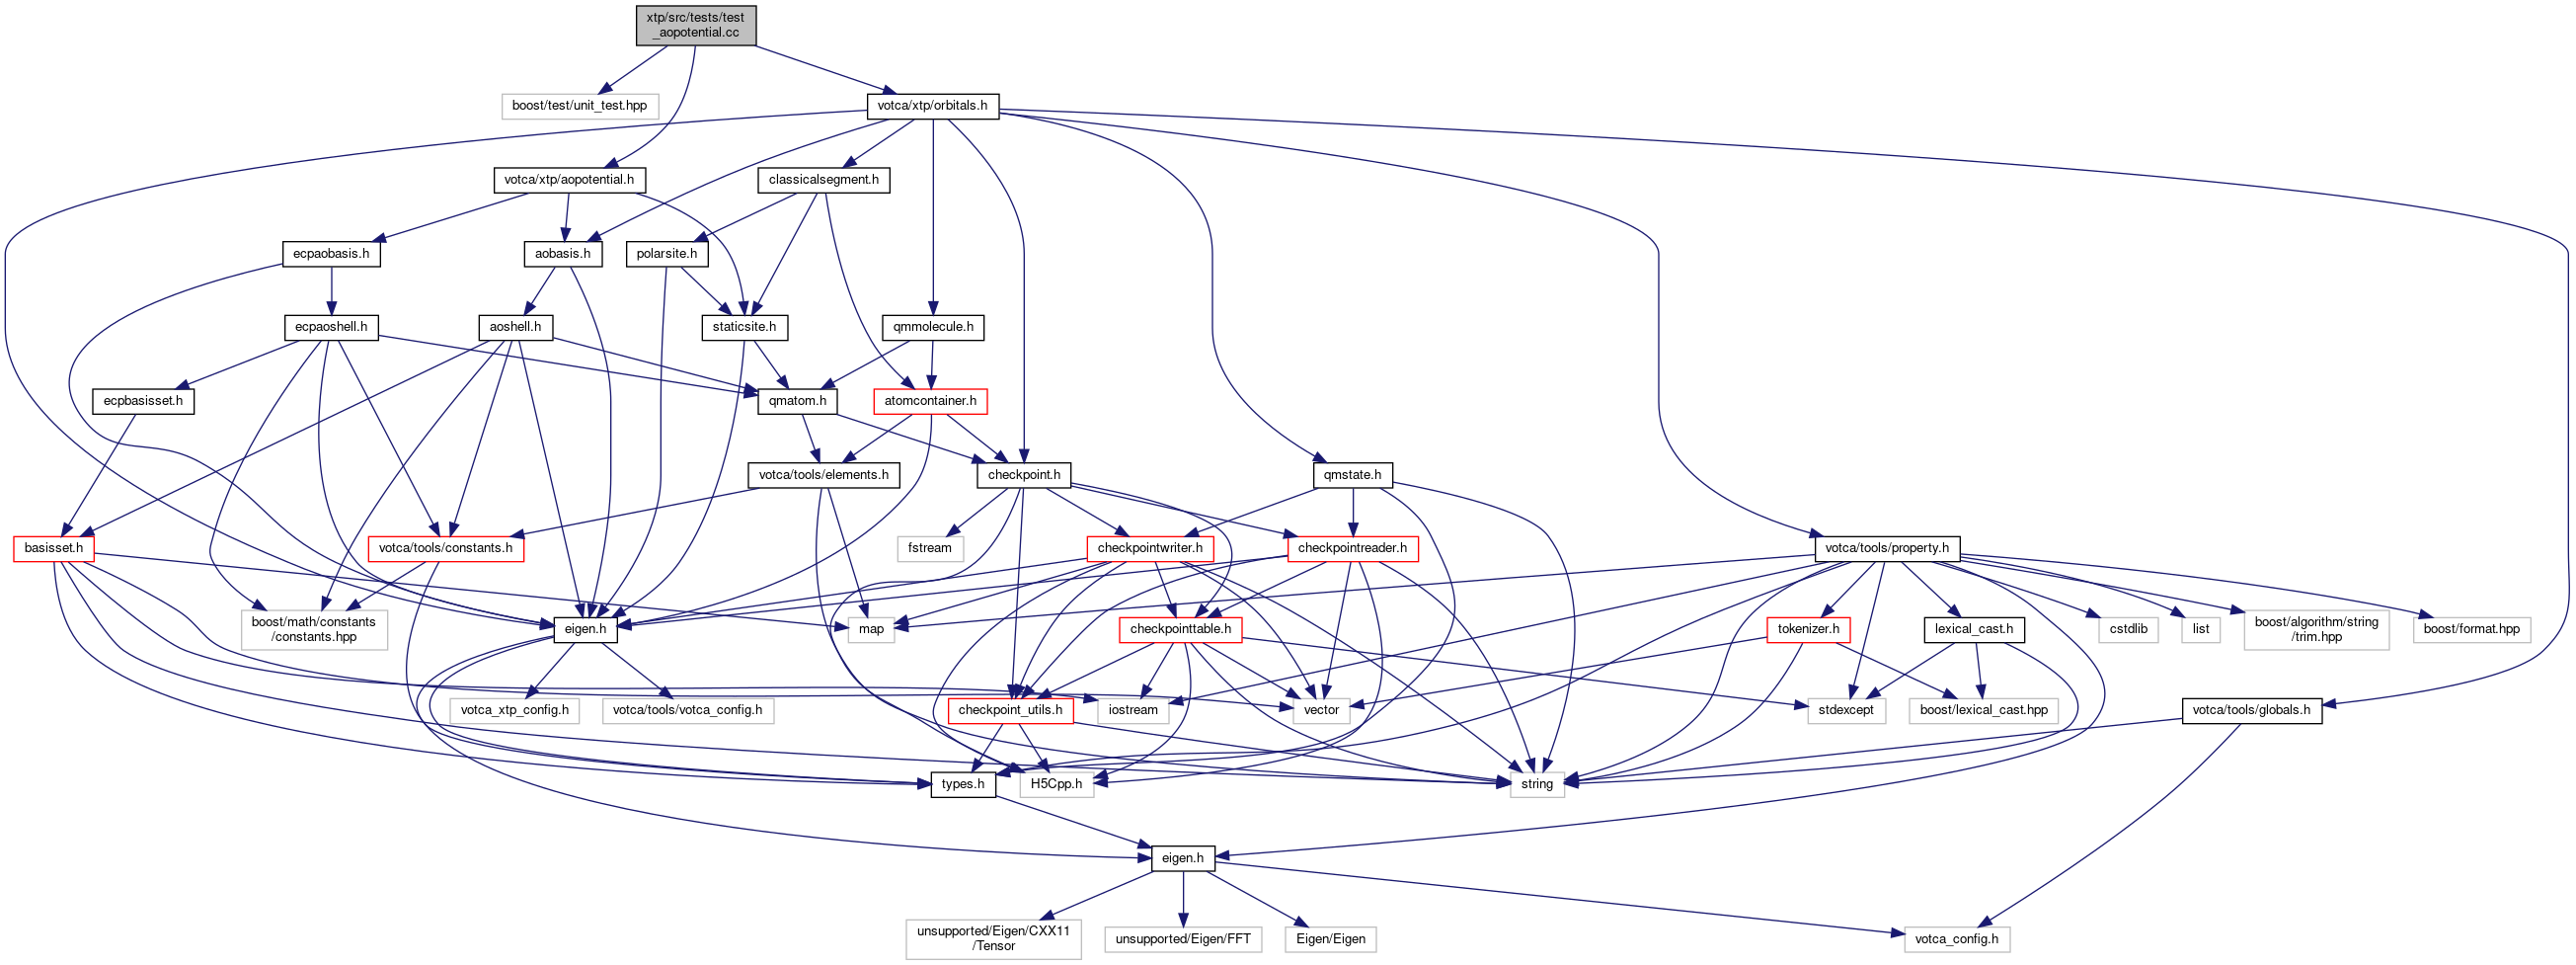 xtp/src/tests/test
_aopotential.cc
boost/test/unit_test.hpp
votca/xtp/orbitals.h
votca/xtp/aopotential.h
classicalsegment.h
ecpaobasis.h
aobasis.h
polarsite.h
ecpaoshell.h
aoshell.h
staticsite.h
qmmolecule.h
ecpbasisset.h
qmatom.h
atomcontainer.h
votca/tools/elements.h
checkpoint.h
qmstate.h
basisset.h
votca/tools/constants.h
fstream
checkpointwriter.h
checkpointreader.h
votca/tools/property.h
boost/math/constants
/constants.hpp
eigen.h
map
checkpointtable.h
tokenizer.h
lexical_cast.h
cstdlib
list
boost/algorithm/string
/trim.hpp
boost/format.hpp
votca_xtp_config.h
votca/tools/votca_config.h
checkpoint_utils.h
iostream
vector
stdexcept
boost/lexical_cast.hpp
votca/tools/globals.h
types.h
H5Cpp.h
string
eigen.h
unsupported/Eigen/CXX11
/Tensor
unsupported/Eigen/FFT
Eigen/Eigen
votca_config.h